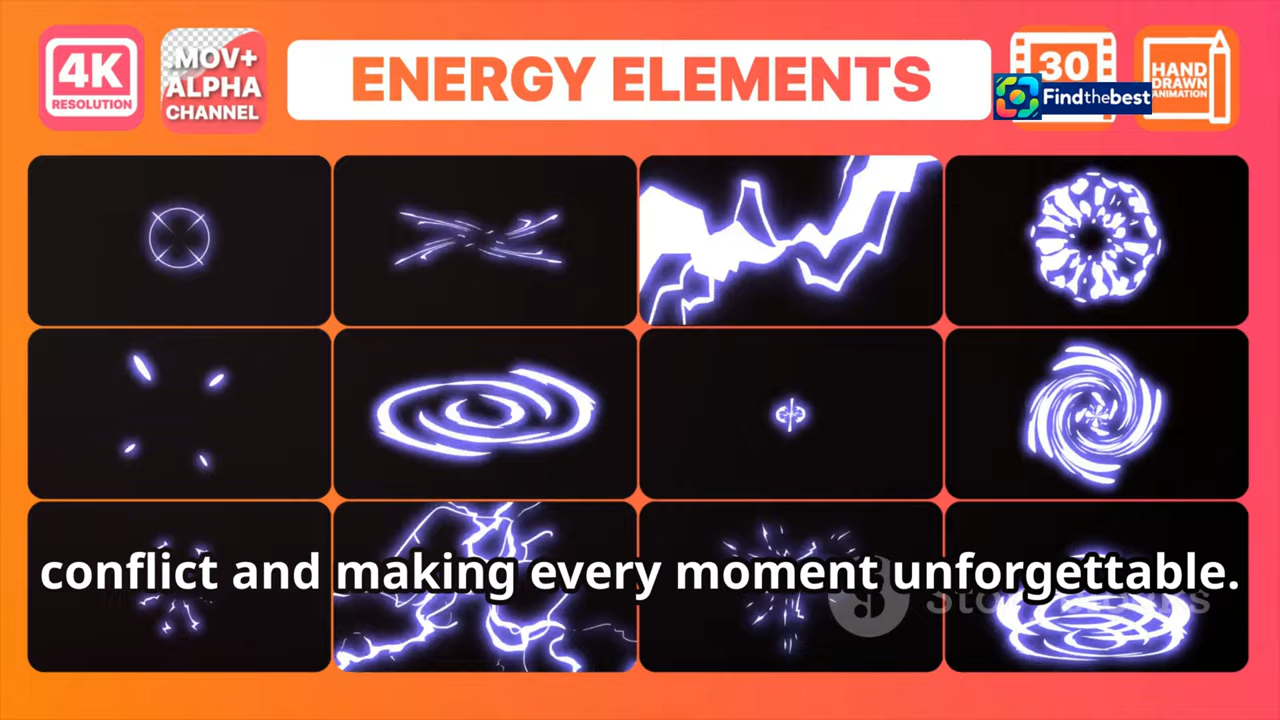 4K
RESOLUTION
MOV+
ALPHA
CHANNEL
ENERGY ELEMENTS
30
Findthebest
HAND
DRAWN
ANIMATION
conflict and making every moment unforgettable.